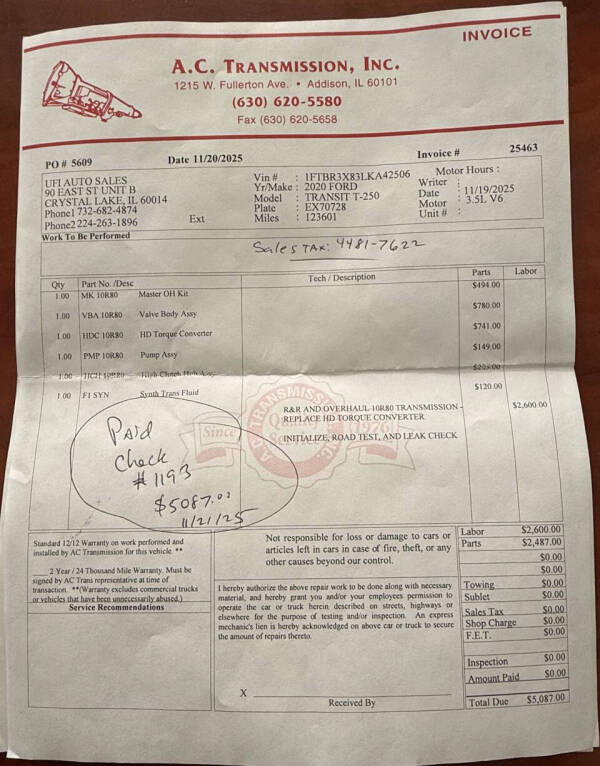 INVOICE
A.C. TRANSMISSION, INC.
1215 W. Fullerton Ave. • Addison, IL 60101
(630) 620-5580
Fax (630) 620-5658
PO # 5609 Date 11/20/2025 Invoice # 25463
UFI AUTO SALES
90 EAST ST UNIT B
CRYSTAL LAKE, IL 60014
Phone1 732-682-4874
Phone2 224-263-1896 Ext
Vin # : 1FTBR3X83LKA42506
Yr/Make : 2020 FORD
Model : TRANSIT T-250
Plate : EX70728
Miles : 123601
Motor Hours :
Writer :
Date : 11/19/2025
Motor : 3.5L V6
Unit # :
Work To Be Performed
Sales Tax: 4481-7622
Qty Part No./Desc Tech / Description Parts Labor
1.00 MK 10R80 Master OH Kit $494.00
1.00 VBA 10R80 Valve Body Assy $780.00
1.00 HDC 10R80 HD Torque Converter $741.00
1.00 PMP 10R80 Pump Assy $149.00
1.00 10R80 High Clutch Hub Assy $203.00
1.00 F1 SYN Synth Trans Fluid $120.00
R&R AND OVERHAUL 10R80 TRANSMISSION - $2,600.00
REPLACE HD TORQUE CONVERTER
INITIALIZE, ROAD TEST, AND LEAK CHECK
A.C. TRANSMISSION, INC.
Since Quality Service 1976
Paid
Check
#1193
$5087.00
11/21/25
Standard 12/12 Warranty on work performed and
installed by AC Transmission for this vehicle. **
____ 2 Year / 24 Thousand Mile Warranty. Must be
signed by AC Trans representative at time of
transaction. **(Warranty excludes commercial trucks
or vehicles that have been unnecessarily abused.)
Service Recommendations
Not responsible for loss or damage to cars or
articles left in cars in case of fire, theft, or any
other causes beyond our control.
I hereby authorize the above repair work to be done along with necessary
material, and hereby grant you and/or your employees permission to
operate the car or truck herein described on streets, highways or
elsewhere for the purpose of testing and/or inspection. An express
mechanic's lien is hereby acknowledged on above car or truck to secure
the amount of repairs thereto.
X
Received By
Labor $2,600.00
Parts $2,487.00
$0.00
$0.00
Towing $0.00
Sublet $0.00
Sales Tax $0.00
Shop Charge $0.00
F.E.T. $0.00
Inspection $0.00
Amount Paid $0.00
Total Due $5,087.00